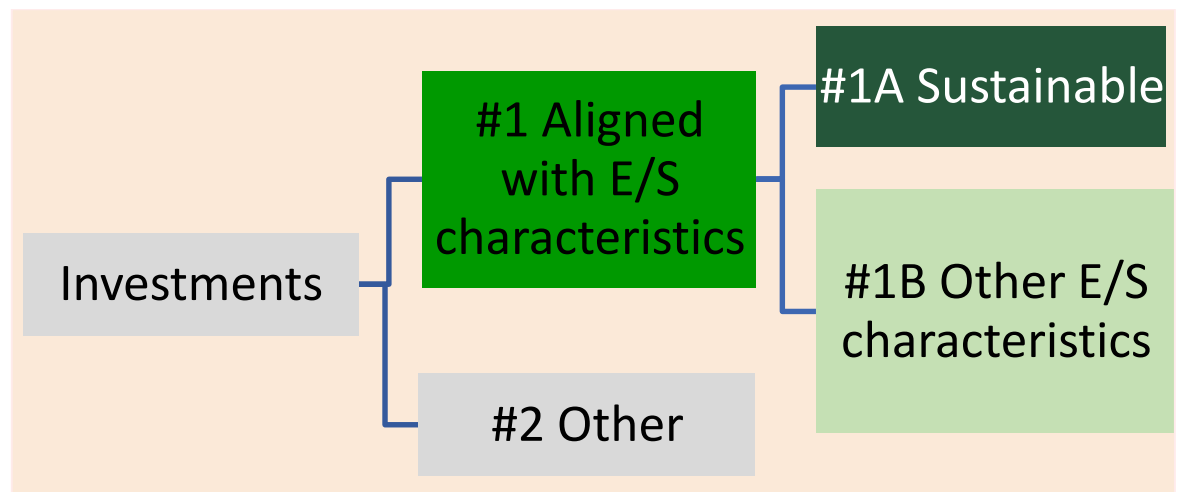 Investments
#1 Aligned
with E/S
characteristics
#2 Other
#1A Sustainable
#1B Other E/S
characteristics